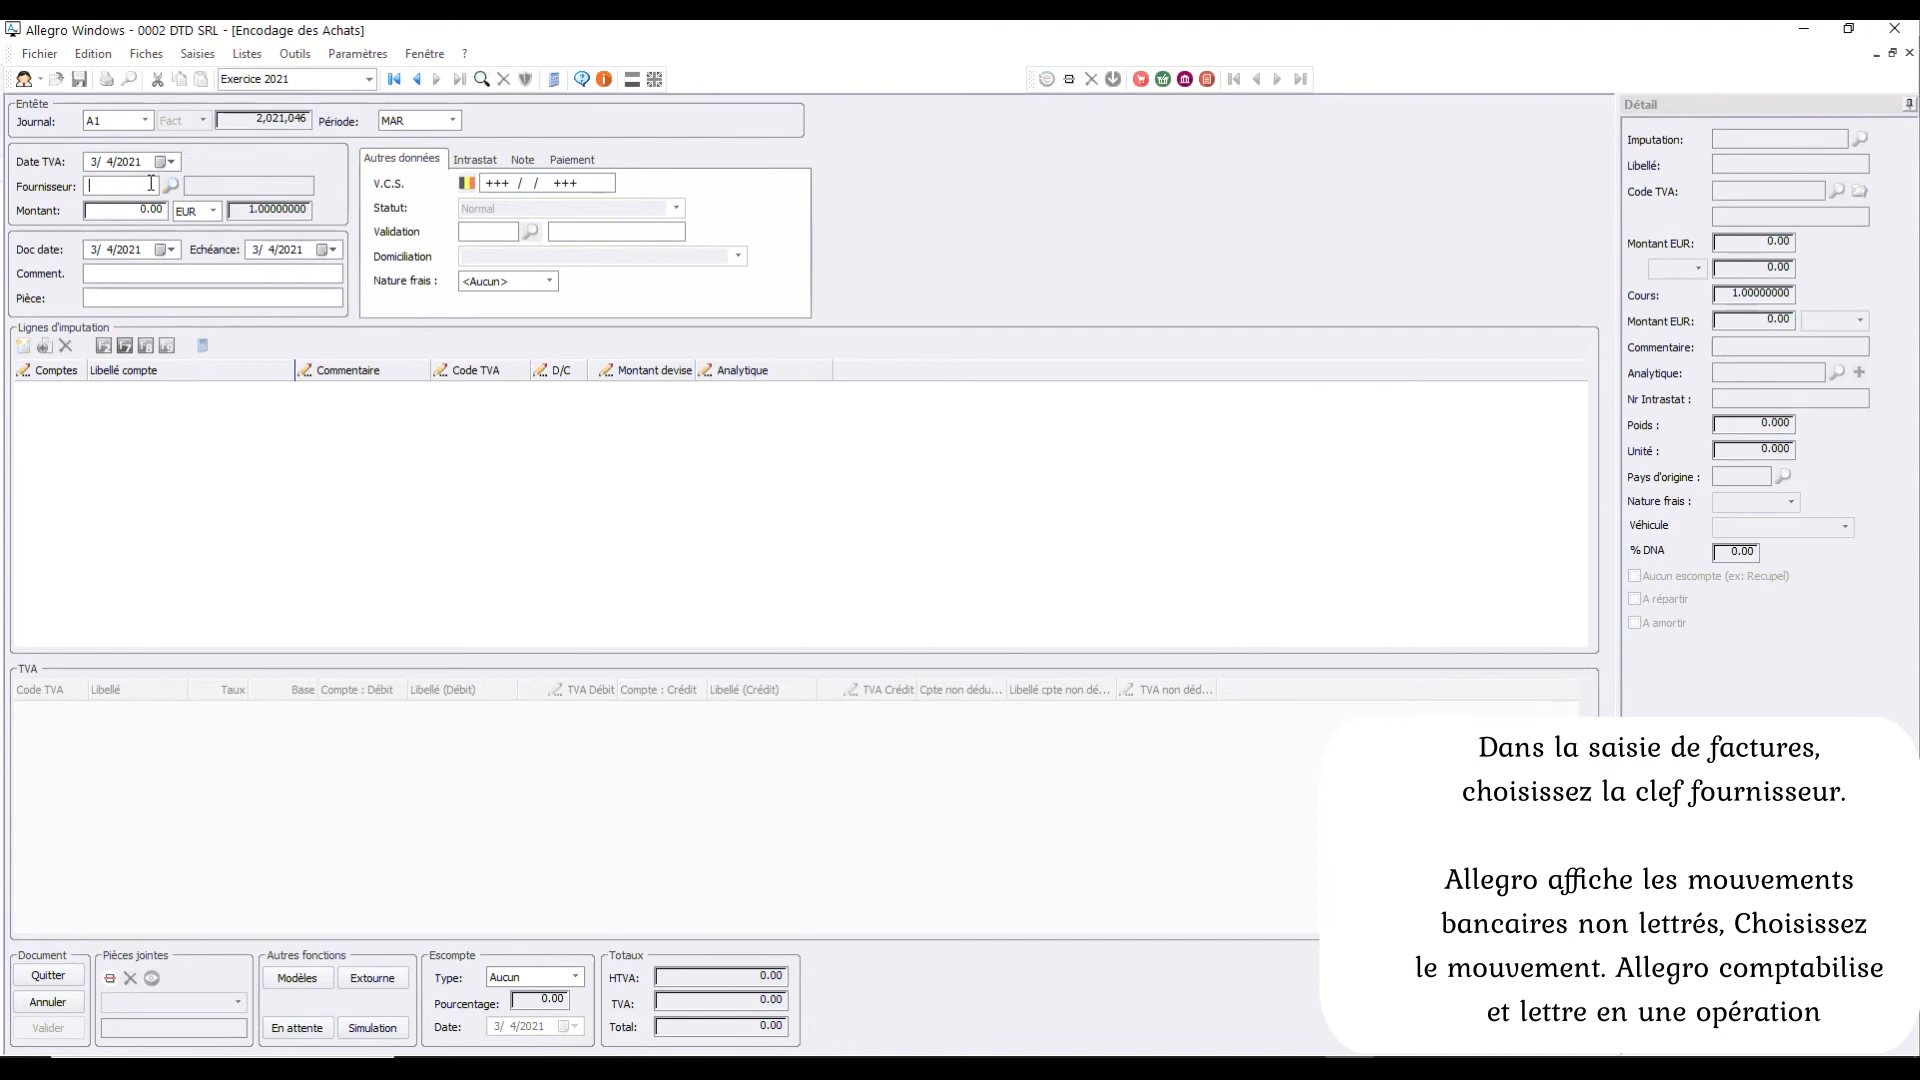 Allegro Windows - 0002 DTD SRL - [Encodage des Achats]
Fichier Edition Fiches Saisies Listes Outils Paramètres Fenêtre ?
Exercice 2021
Entête
Journal: A1 Fact 2,021,046 Période: MAR
Date TVA: 3/ 4/2021
Fournisseur:
Montant: 0.00 EUR 1.00000000
Doc date: 3/ 4/2021 Echéance: 3/ 4/2021
Comment.
Pièce:
Autres données Intrastat Note Paiement
V.C.S. +++ / / +++
Statut: Normal
Validation
Domiciliation
Nature frais : <Aucun>
Lignes d'imputation
F2 F7 F8 F9
Comptes Libellé compte Commentaire Code TVA D/C Montant devise Analytique
TVA
Code TVA Libellé Taux Base Compte : Débit Libellé (Débit) TVA Débit Compte : Crédit Libellé (Crédit) TVA Crédit Cpte non dédu... Libellé cpte non dé... TVA non déd...
Document
Quitter
Annuler
Valider
Pièces jointes
Autres fonctions
Modèles Extourne
En attente Simulation
Escompte
Type: Aucun
Pourcentage: 0.00
Date: 3/ 4/2021
Totaux
HTVA: 0.00
TVA: 0.00
Total: 0.00
Détail
Imputation:
Libellé:
Code TVA:
Montant EUR: 0.00
0.00
Cours: 1.00000000
Montant EUR: 0.00
Commentaire:
Analytique:
Nr Intrastat :
Poids : 0.000
Unité : 0.000
Pays d'origine :
Nature frais :
Véhicule
% DNA 0.00
Aucun escompte (ex: Recupel)
A répartir
A amortir
Dans la saisie de factures,
choisissez la clef fournisseur.
Allegro affiche les mouvements
bancaires non lettrés, Choisissez
le mouvement. Allegro comptabilise
et lettre en une opération